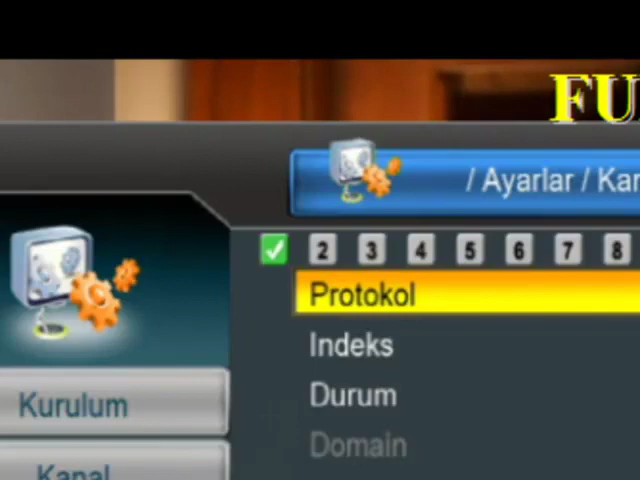 FU
/ Ayarlar / Kar
2 3 4 5 6 7 8
Protokol
Indeks
Durum
Domain
Kurulum
Kanal